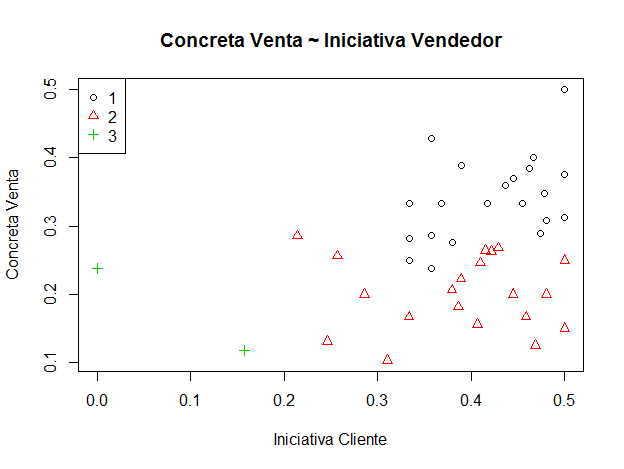 Concreta Venta ~ Iniciativa Vendedor
1
2
3
Concreta Venta
0.5
0.4
0.3
0.2
0.1
0.0 0.1 0.2 0.3 0.4 0.5
Iniciativa Cliente